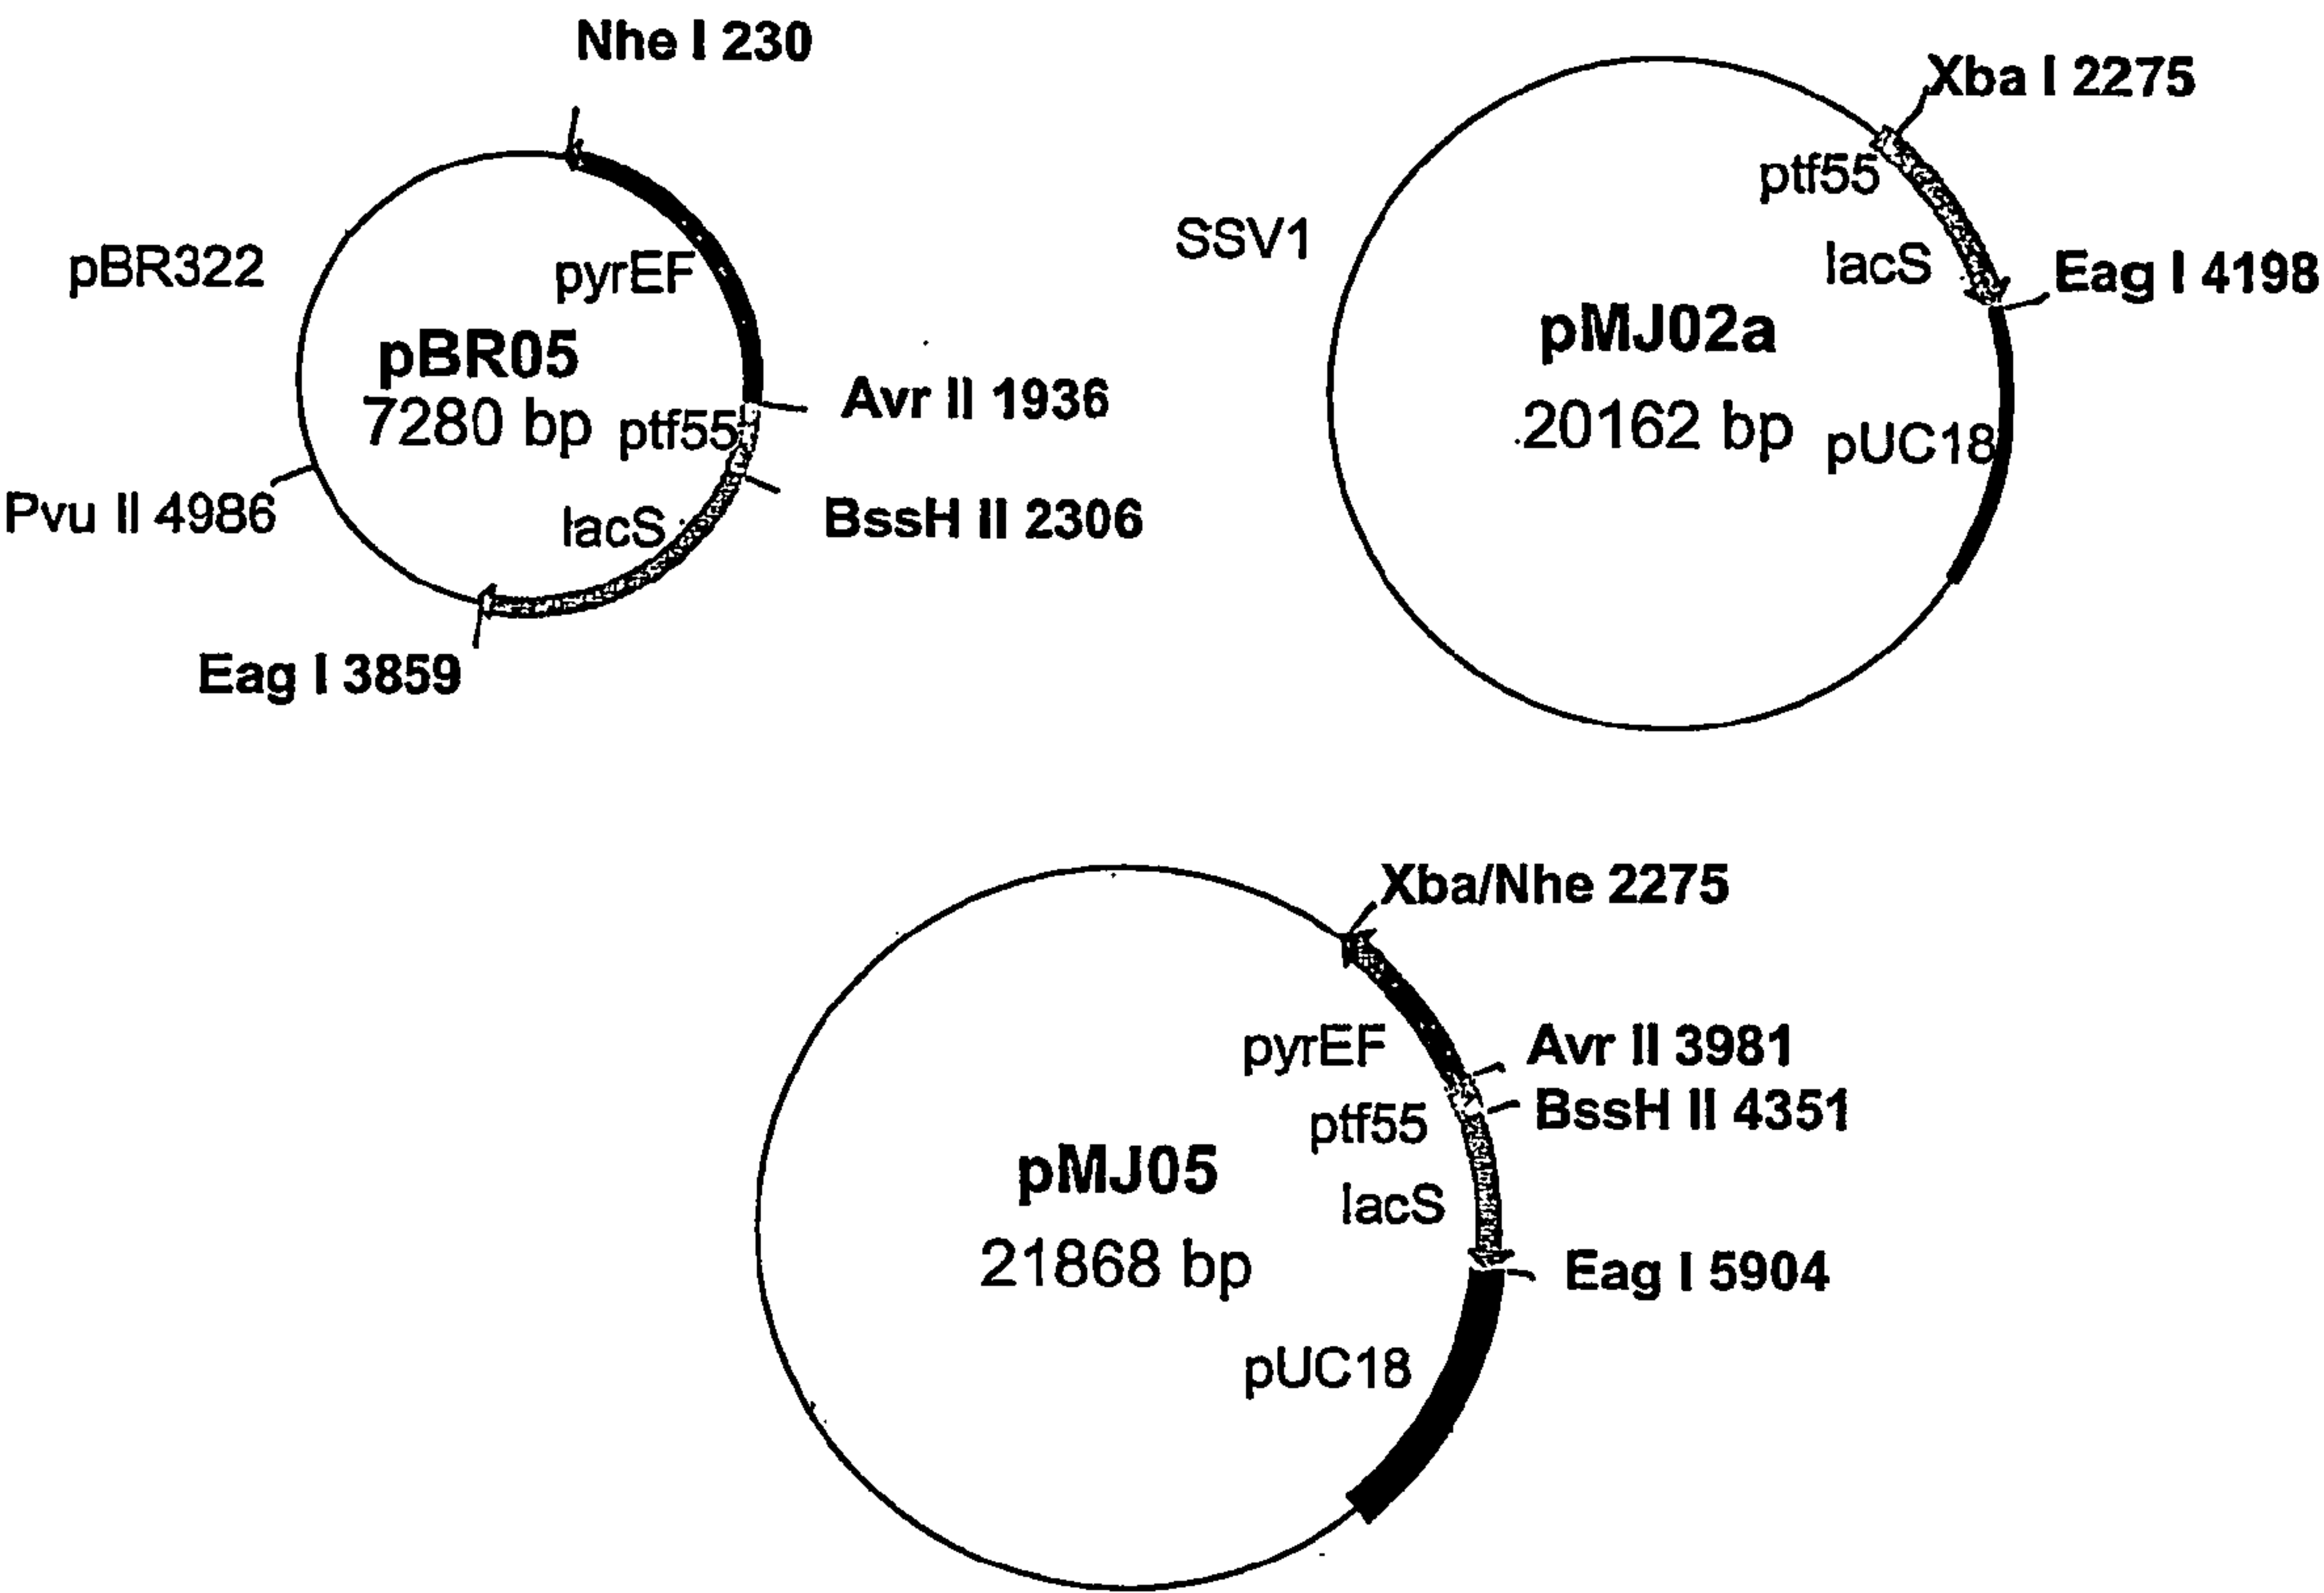 Nhe I 230
pBR322
pyrEF
pBR05
7280 bp
ptf55
Avr II 1936
Pvu II 4986
lacS
BssH II 2306
Eag I 3859
Xba I 2275
ptf55
SSV1
lacS
Eag I 4198
pMJ02a
20162 bp
pUC18
Xba/Nhe 2275
pyrEF
Avr II 3981
ptf55
BssH II 4351
pMJ05
lacS
21868 bp
Eag I 5904
pUC18